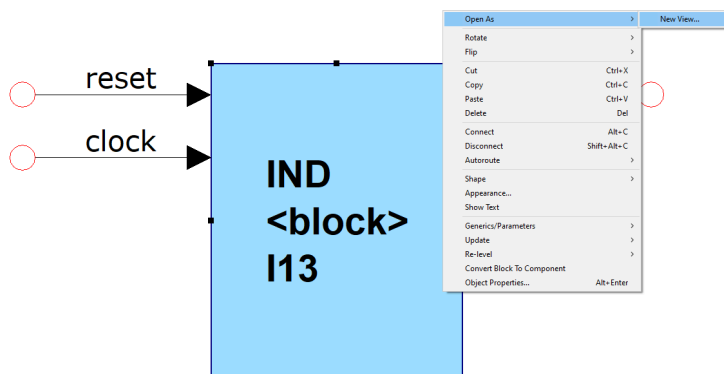 reset
clock
IND
<block>
I13
Open As >
New View...
Rotate >
Flip >
Cut Ctrl+X
Copy Ctrl+C
Paste Ctrl+V
Delete Del
Connect Alt+C
Disconnect Shift+Alt+C
Autoroute >
Shape >
Appearance...
Show Text
Generics/Parameters >
Update >
Re-level >
Convert Block To Component
Object Properties... Alt+Enter